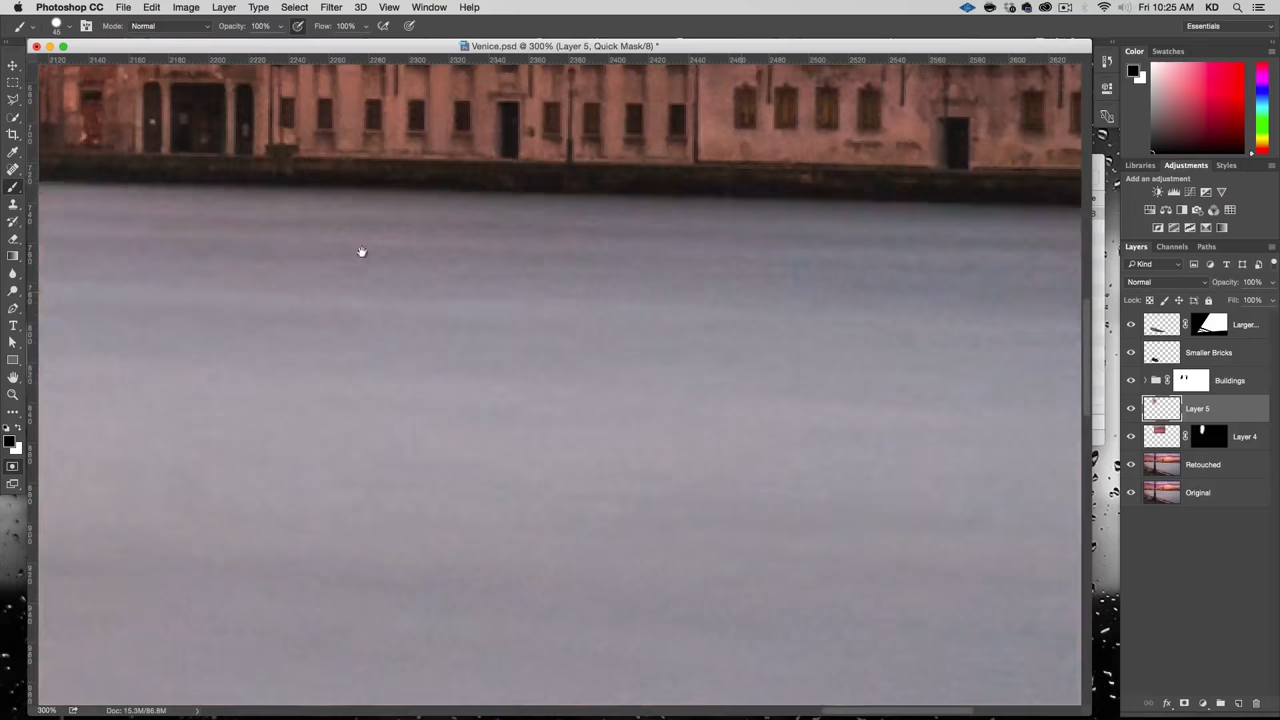 Photoshop CC File Edit Image Layer Type Select Filter 3D View Window Help Fri 10:25 AM KD
45 Mode: Normal Opacity: 100% Flow: 100% Essentials
Venice.psd @ 300% (Layer 5, Quick Mask/8) *
2120 2140 2160 2180 2200 2220 2240 2260 2280 2300 2320 2340 2360 2380 2400 2420 2440 2460 2480 2500 2520 2540 2560 2580 2600 2620
Color Swatches
Libraries Adjustments Styles
Add an adjustment
Layers Channels Paths
Kind
Normal Opacity: 100%
Lock: Fill: 100%
Larger...
Smaller Bricks
Buildings
Layer 5
Layer 4
Retouched
Original
300% Doc: 15.3M/86.8M